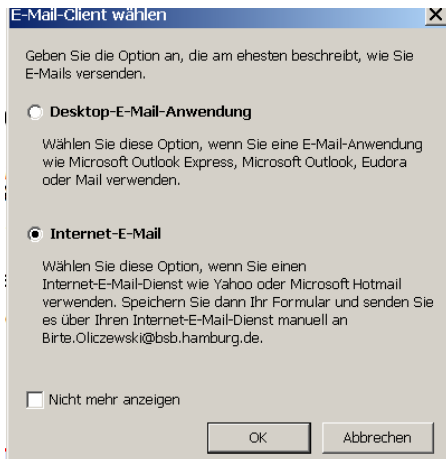 E-Mail-Client wählen
Geben Sie die Option an, die am ehesten beschreibt, wie Sie
E-Mails versenden.
Desktop-E-Mail-Anwendung
Wählen Sie diese Option, wenn Sie eine E-Mail-Anwendung
wie Microsoft Outlook Express, Microsoft Outlook, Eudora
oder Mail verwenden.
Internet-E-Mail
Wählen Sie diese Option, wenn Sie einen
Internet-E-Mail-Dienst wie Yahoo oder Microsoft Hotmail
verwenden. Speichern Sie dann Ihr Formular und senden Sie
es über Ihren Internet-E-Mail-Dienst manuell an
Birte.Oliczewski@bsb.hamburg.de.
Nicht mehr anzeigen
OK
Abbrechen